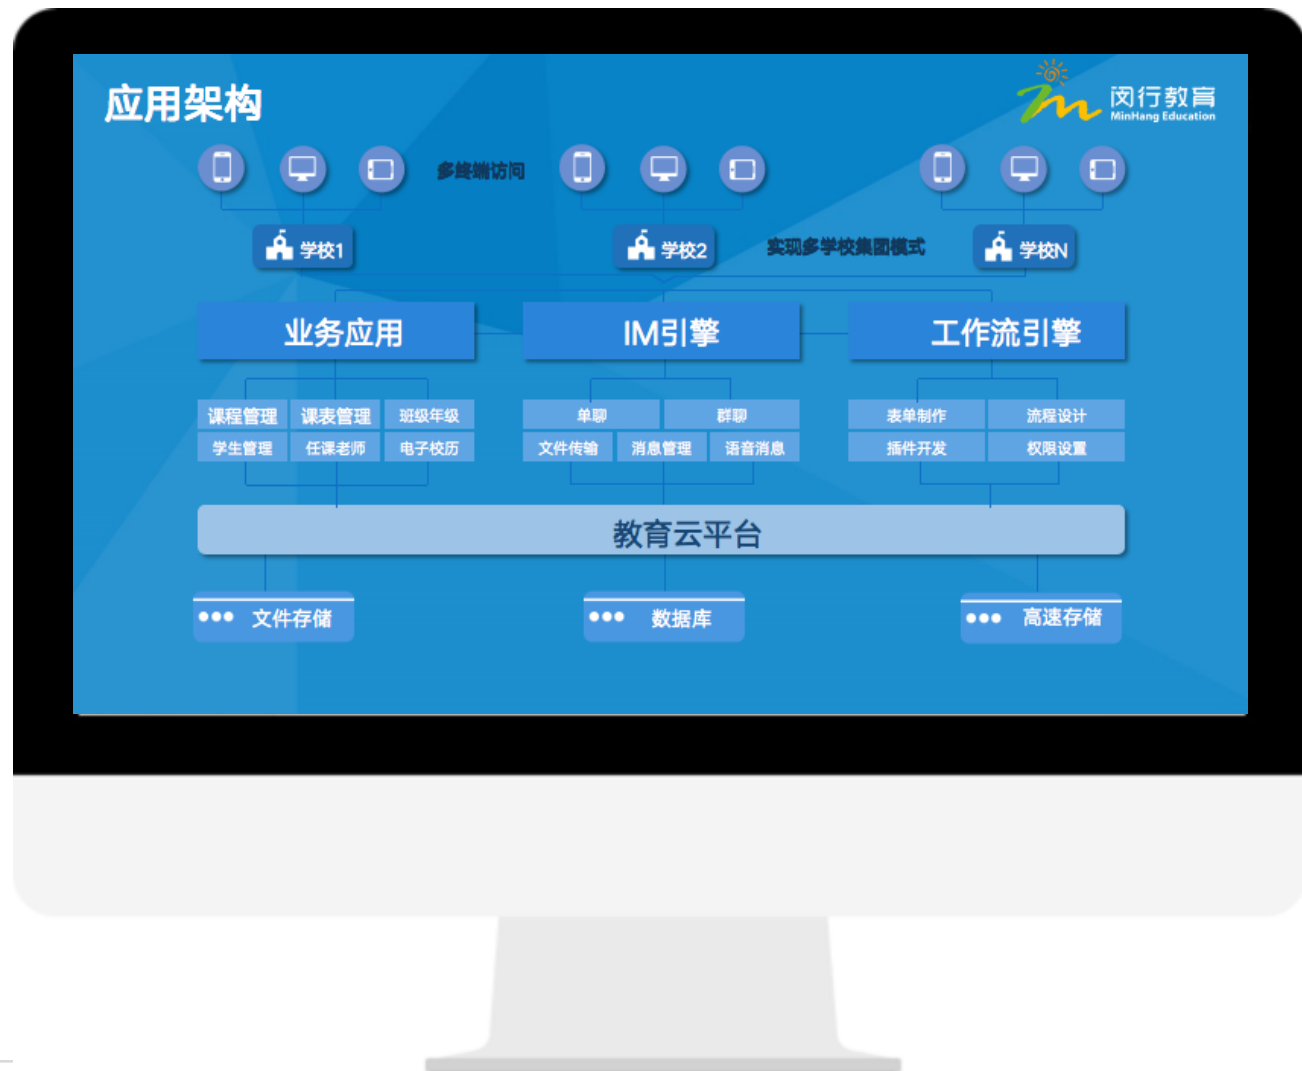 应用架构
闵行教育
MinHang Education
多终端访问
学校1
学校2
实现多学校集团模式
学校N
业务应用
IM引擎
工作流引擎
课程管理 课表管理 班级年级
单聊 群聊
表单制作 流程设计
学生管理 任课老师 电子校历
文件传输 消息管理 语音消息
插件开发 权限设置
教育云平台
文件存储
数据库
高速存储